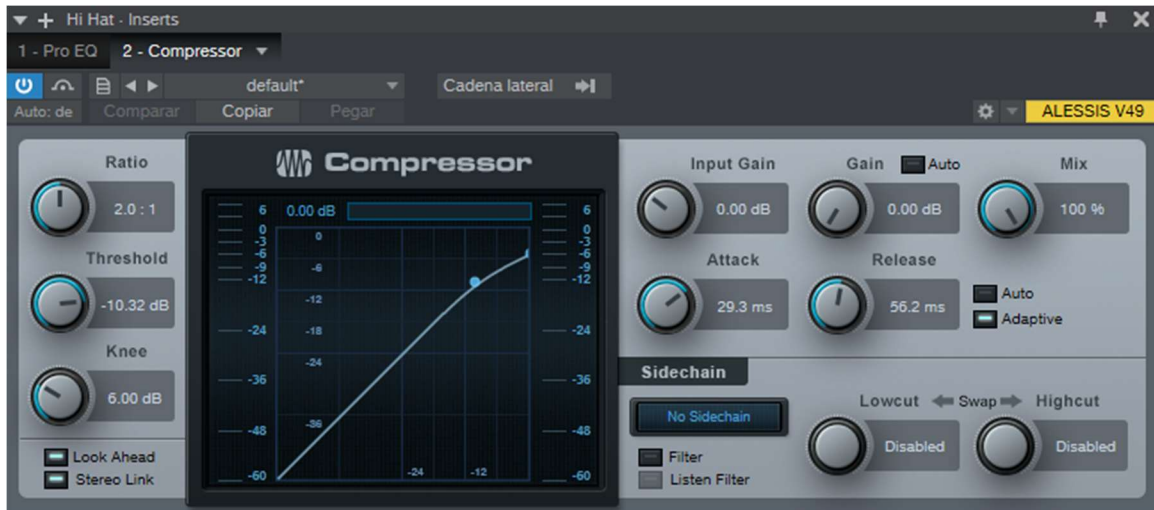 Hi Hat - Inserts
1 - Pro EQ 2 - Compressor
default* Cadena lateral
Auto: de Comparar Copiar Pegar ALESSIS V49
Ratio
2.0 : 1
Threshold
-10.32 dB
Knee
6.00 dB
Look Ahead
Stereo Link
Compressor
6 0.00 dB 6
0 0 0
-3 -3
-6 -6 -6
-9 -9
-12 -12
-12
-24 -18 -24
-24
-36 -36
-36
-48 -48
-60 -24 -12 -60
Input Gain Gain Auto Mix
0.00 dB 0.00 dB 100 %
Attack Release
29.3 ms 56.2 ms Auto
Adaptive
Sidechain
No Sidechain
Filter
Listen Filter
Lowcut Swap Highcut
Disabled Disabled